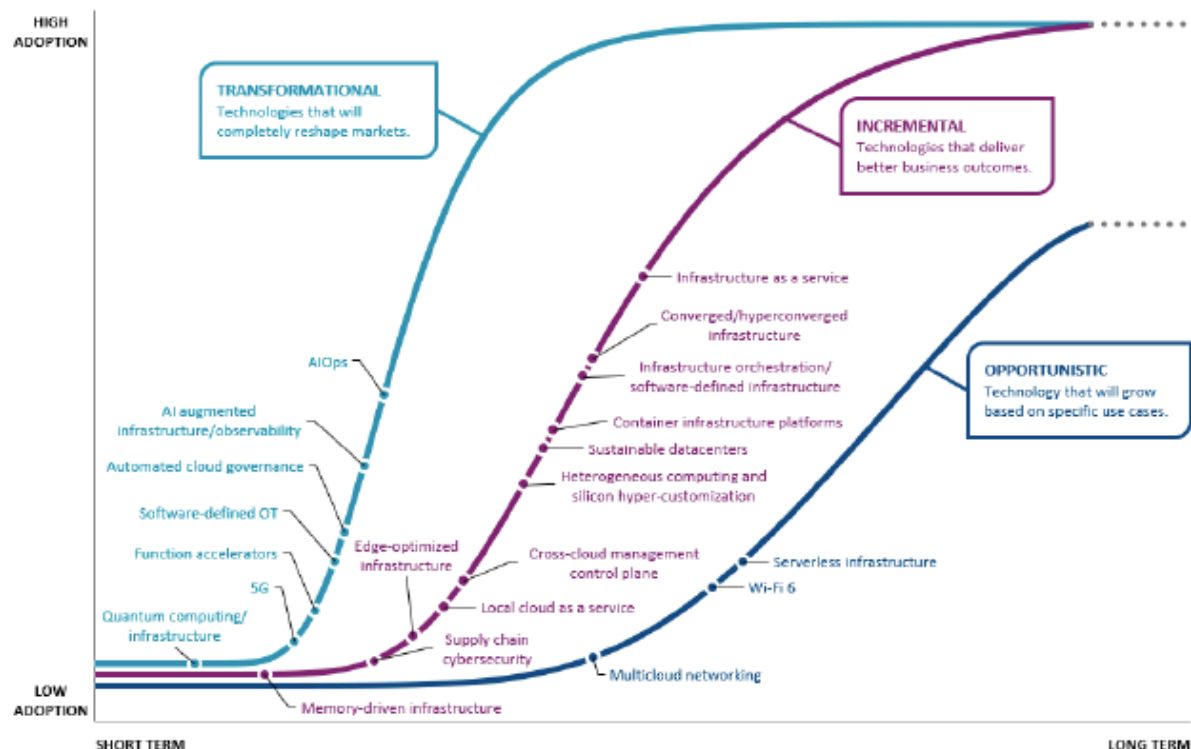 HIGH
ADOPTION
TRANSFORMATIONAL
Technologies that will
completely reshape markets.
INCREMENTAL
Technologies that deliver
better business outcomes.
Infrastructure as a service
Converged/hyperconverged
infrastructure
AIOps
Infrastructure orchestration/
software-defined infrastructure
OPPORTUNISTIC
Technology that will grow
based on specific use cases.
AI augmented
infrastructure/observability
Container infrastructure platforms
Automated cloud governance
Sustainable datacenters
Heterogeneous computing and
silicon hyper-customization
Software-defined OT
Edge-optimized
infrastructure
Function accelerators
Cross-cloud management
control plane
Serverless infrastructure
5G
Wi-Fi 6
Local cloud as a service
Quantum computing/
infrastructure
Supply chain
cybersecurity
Multicloud networking
LOW
ADOPTION
Memory-driven infrastructure
SHORT TERM
LONG TERM